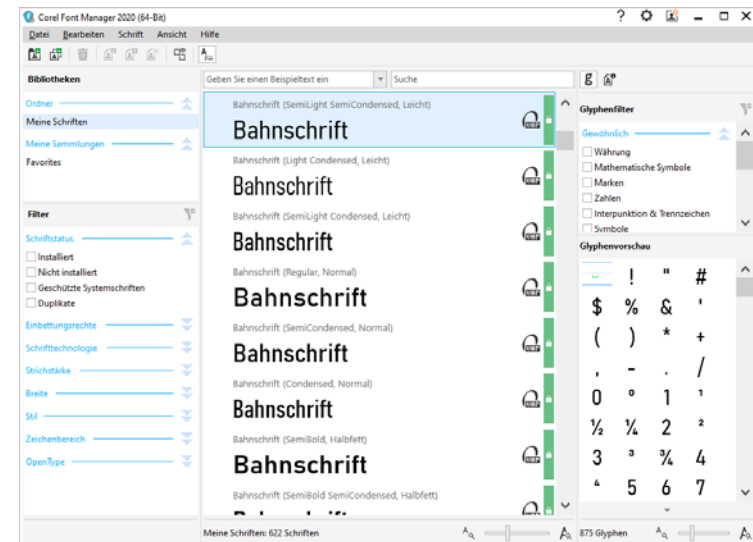 Corel Font Manager 2020 (64-Bit)
Datei Bearbeiten Schrift Ansicht Hilfe
Bibliotheken
Ordner
Meine Schriften
Meine Sammlungen
Favorites
Filter
Schriftstatus
Installiert
Nicht installiert
Geschützte Systemschriften
Duplikate
Einbettungsrechte
Schrifttechnologie
Strichstärke
Breite
Stil
Zeichenbereich
OpenType
Geben Sie einen Beispieltext ein
Suche
Bahnschrift (SemiLight SemiCondensed, Leicht)
Bahnschrift
Bahnschrift (Light Condensed, Leicht)
Bahnschrift
Bahnschrift (SemiLight Condensed, Leicht)
Bahnschrift
Bahnschrift (Regular, Normal)
Bahnschrift
Bahnschrift (SemiCondensed, Normal)
Bahnschrift
Bahnschrift (Condensed, Normal)
Bahnschrift
Bahnschrift (SemiBold, Halbfett)
Bahnschrift
Bahnschrift (SemiBold SemiCondensed, Halbfett)
Meine Schriften: 622 Schriften
Glyphenfilter
Gewöhnlich
Währung
Mathematische Symbole
Marken
Zahlen
Interpunktion & Trennzeichen
Symbole
Glyphenvorschau
! " #
$ % & '
( ) * +
, - . /
0 ° 1 ¹
½ ¼ 2 ²
3 ³ ¾ 4
⁴ 5 6 7
875 Glyphen